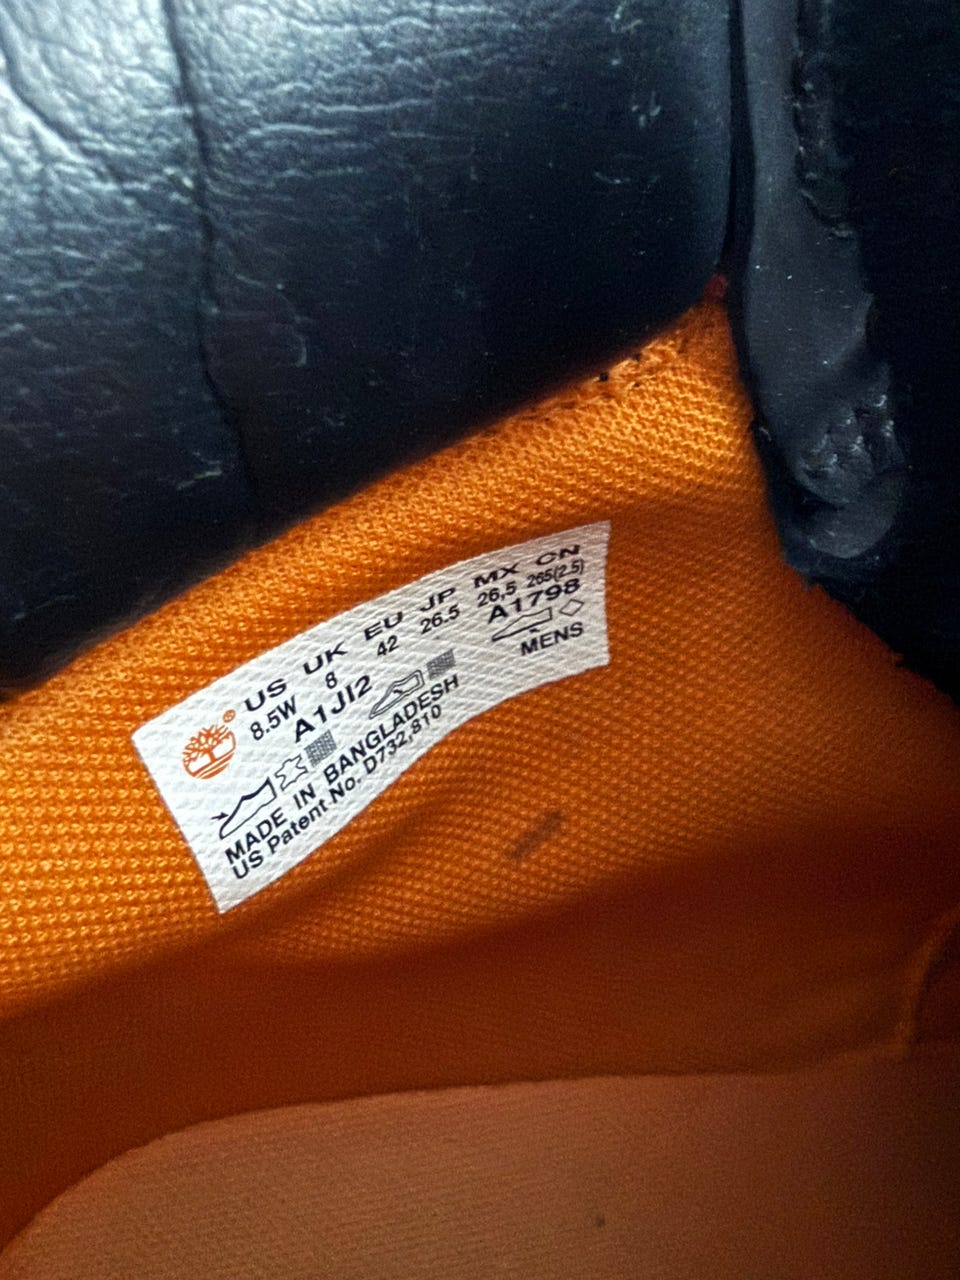 ® US UK EU JP MX CN
8.5W 8 42 26.5 26,5 265(2.5)
A1JI2 A1798
MENS
MADE IN BANGLADESH
US Patent No. D732,810